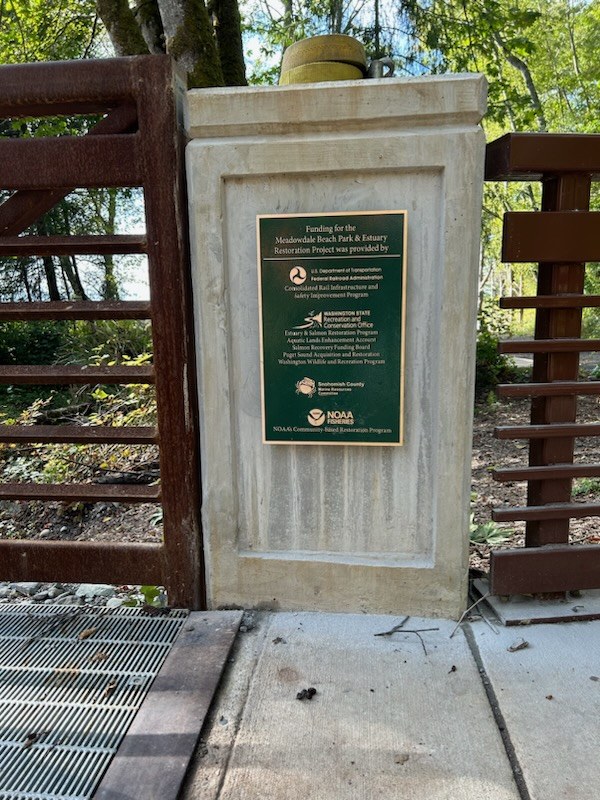 Funding for the
Meadowdale Beach Park & Estuary
Restoration Project was provided by
U.S. Department of Transportation
Federal Railroad Administration
Consolidated Rail Infrastructure and
Safety Improvement Program
WASHINGTON STATE
Recreation and
Conservation Office
Estuary & Salmon Restoration Program
Aquatic Lands Enhancement Account
Salmon Recovery Funding Board
Puget Sound Acquisition and Restoration
Washington Wildlife and Recreation Program
Snohomish County
Marine Resources
Committee
NOAA
FISHERIES
NOAA's Community-based Restoration Program